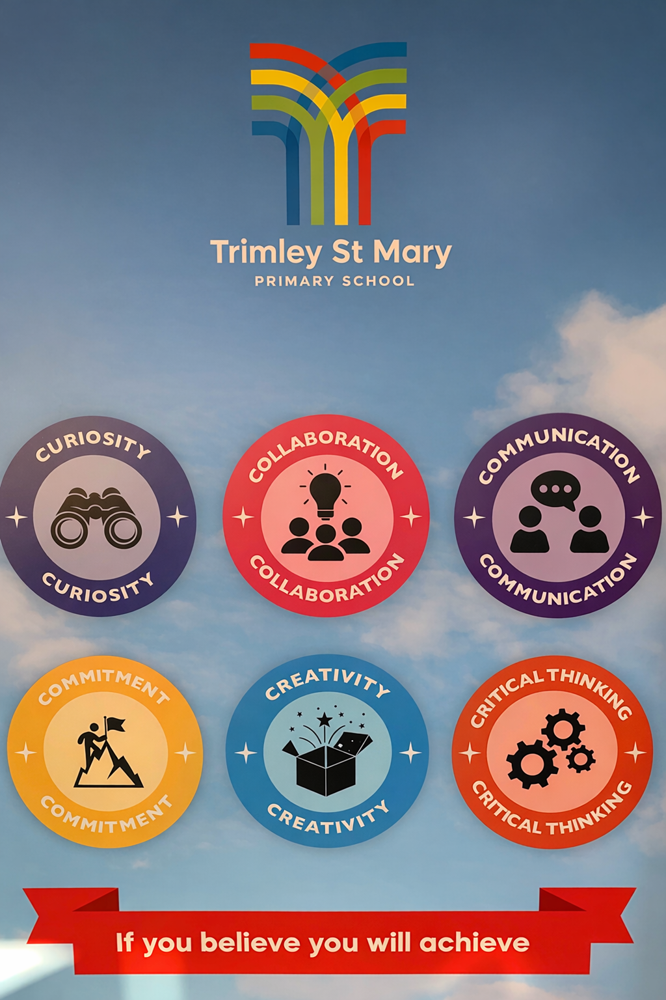 Trimley St Mary
PRIMARY SCHOOL
CURIOSITY
CURIOSITY
COLLABORATION
COLLABORATION
COMMUNICATION
COMMUNICATION
COMMITMENT
COMMITMENT
CREATIVITY
CREATIVITY
CRITICAL THINKING
CRITICAL THINKING
If you believe you will achieve